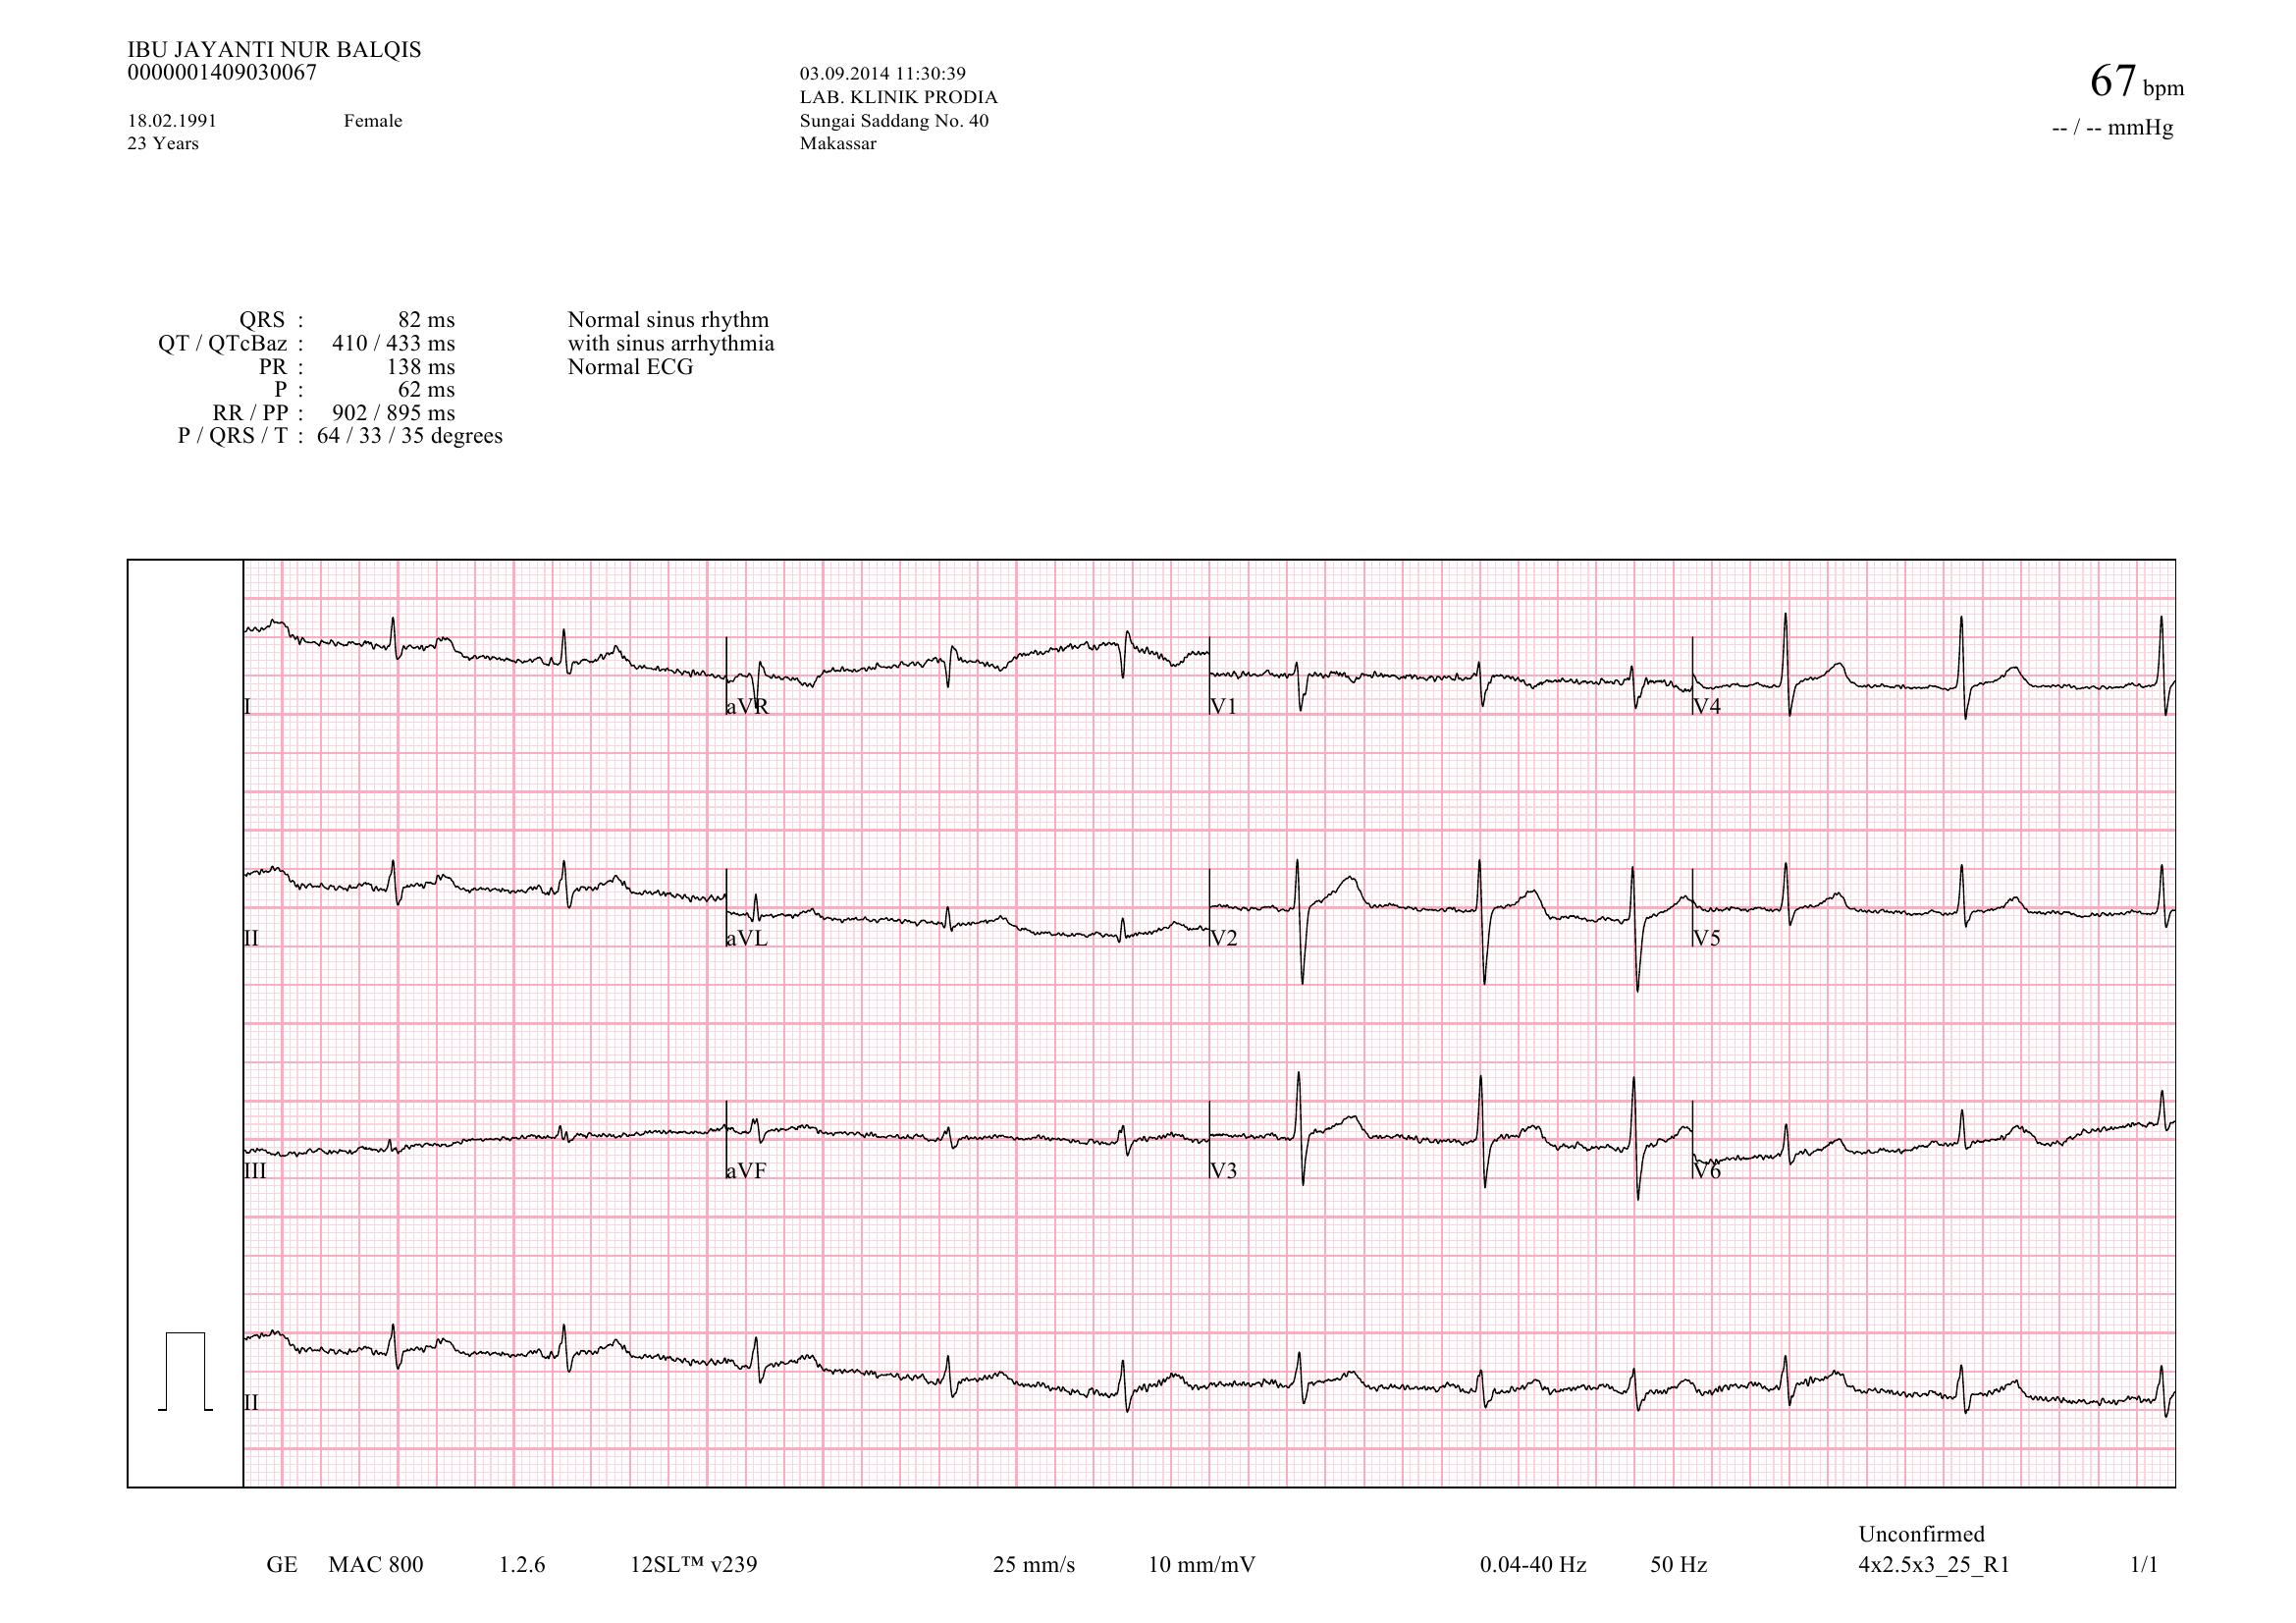 IBU JAYANTI NUR BALQIS
0000001409030067
18.02.1991 Female
23 Years
03.09.2014 11:30:39
LAB. KLINIK PRODIA
Sungai Saddang No. 40
Makassar
67 bpm
-- / -- mmHg
QRS : 82 ms
QT / QTcBaz : 410 / 433 ms
PR : 138 ms
P : 62 ms
RR / PP : 902 / 895 ms
P / QRS / T : 64 / 33 / 35 degrees
Normal sinus rhythm
with sinus arrhythmia
Normal ECG
I aVR V1 V4
II aVL V2 V5
III aVF V3 V6
II
Unconfirmed
GE MAC 800 1.2.6 12SL™ v239 25 mm/s 10 mm/mV 0.04-40 Hz 50 Hz 4x2.5x3_25_R1 1/1